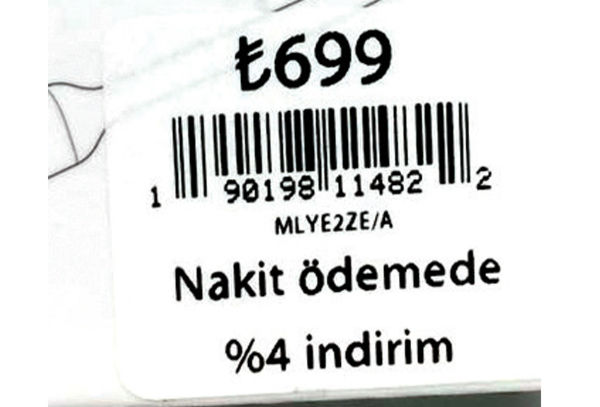 ₺699
1 90198 11482 2
MLYE2ZE/A
Nakit ödemede
%4 indirim